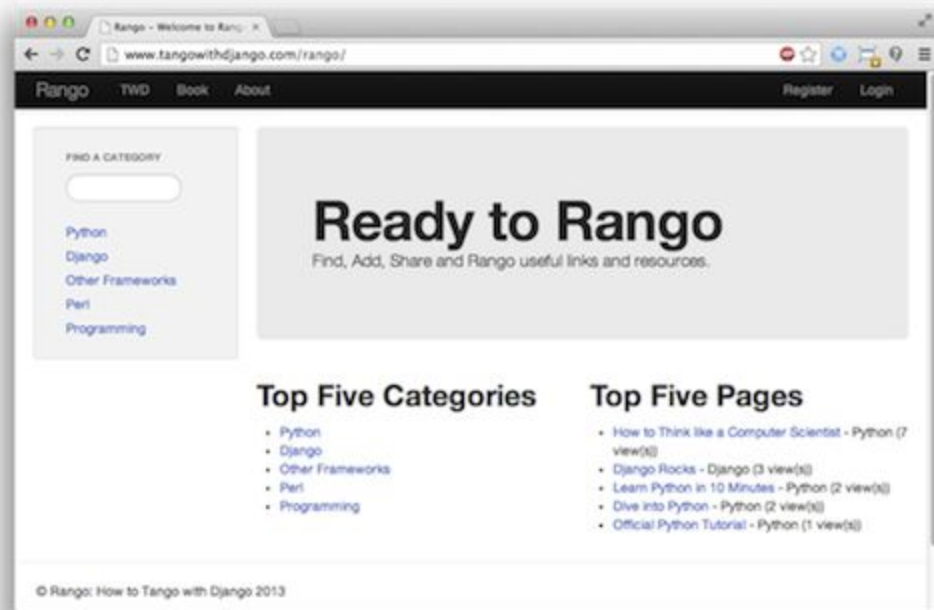 Rango - Welcome to Rang
www.tangowithdjango.com/rango/
Rango TWD Book About Register Login
FIND A CATEGORY
Python
Django
Other Frameworks
Perl
Programming
Ready to Rango
Find, Add, Share and Rango useful links and resources.
Top Five Categories
• Python
• Django
• Other Frameworks
• Perl
• Programming
Top Five Pages
• How to Think like a Computer Scientist - Python (7
view(s))
• Django Rocks - Django (3 view(s))
• Learn Python in 10 Minutes - Python (2 view(s))
• Dive into Python - Python (2 view(s))
• Official Python Tutorial - Python (1 view(s))
© Rango: How to Tango with Django 2013